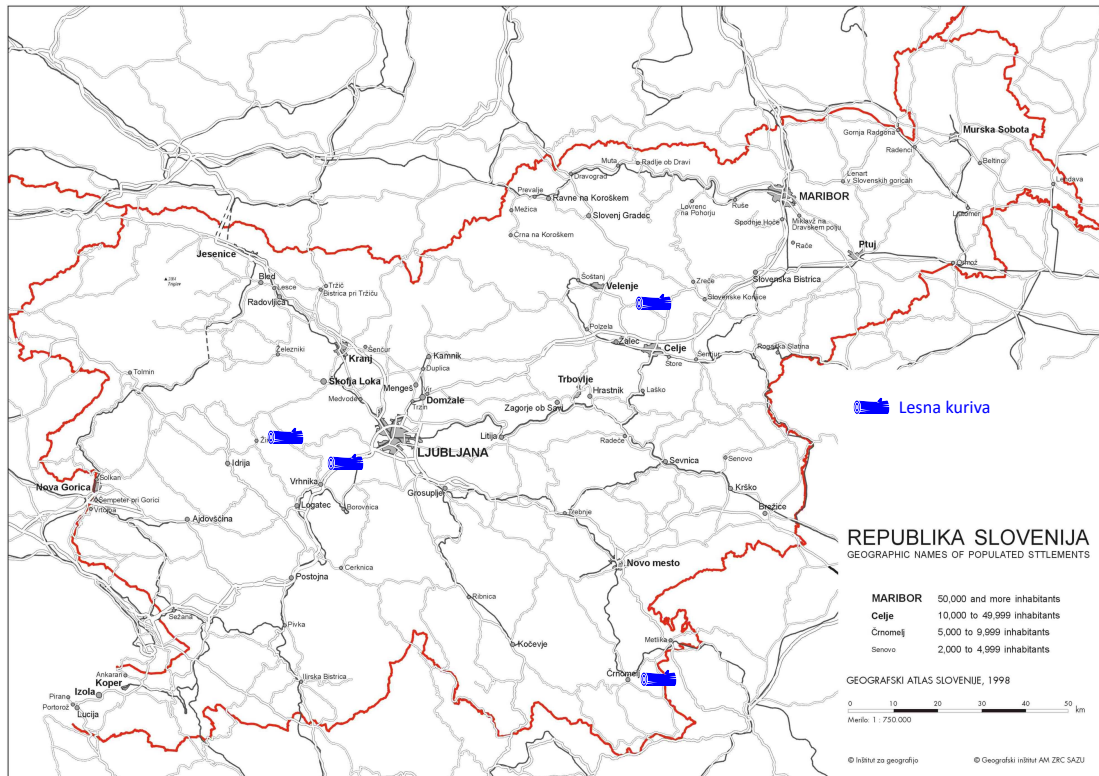 Gornja Radgona
Murska Sobota
Radenci
Beltinci
Muta
Radlje ob Dravi
Dravograd
Lenart
v Slovenskih goricah
Lendava
Prevalje
Ravne na Koroškem
MARIBOR
Lovrenc
na Pohorju
Ruše
Mežica
Slovenj Gradec
Spodnje Hoče
Miklavž na
Dravskem polju
Ljutomer
Črna na Koroškem
Rače
Ptuj
Jesenice
Ormož
Bled
Lesce
Tržič
Bistrica pri Tržiču
Radovljica
Šoštanj
Velenje
Zreče
Slovenska Bistrica
Slovenske Konjice
Polzela
Žalec
Celje
Štore
Šentjur
Rogaška Slatina
Železniki
Kranj
Šenčur
Kamnik
Duplica
Tolmin
Škofja Loka
Mengeš
Vir
Domžale
Medvode
Trzin
Trbovlje
Hrastnik
Laško
Zagorje ob Savi
Lesna kuriva
LJUBLJANA
Litija
Radeče
Idrija
Sevnica
Senovo
Vrhnika
Solkan
Nova Gorica
Šempeter pri Gorici
Vrtojba
Grosuplje
Krško
Logatec
Borovnica
Brežice
Ajdovščina
Trebnje
REPUBLIKA SLOVENIJA
GEOGRAPHIC NAMES OF POPULATED STTLEMENTS
Novo mesto
Postojna
Cerknica
Ribnica
MARIBOR 50,000 and more inhabitants
Celje 10,000 to 49,999 inhabitants
Črnomelj 5,000 to 9,999 inhabitants
Senovo 2,000 to 4,999 inhabitants
Sežana
Pivka
Kočevje
Metlika
Črnomelj
Ankaran
Koper
Ilirska Bistrica
GEOGRAFSKI ATLAS SLOVENIJE, 1998
Piran
Izola
Portorož
Lucija
0 10 20 30 40 50 km
Merilo: 1 : 750 000
© Inštitut za geografijo
© Geografski inštitut AM ZRC SAZU